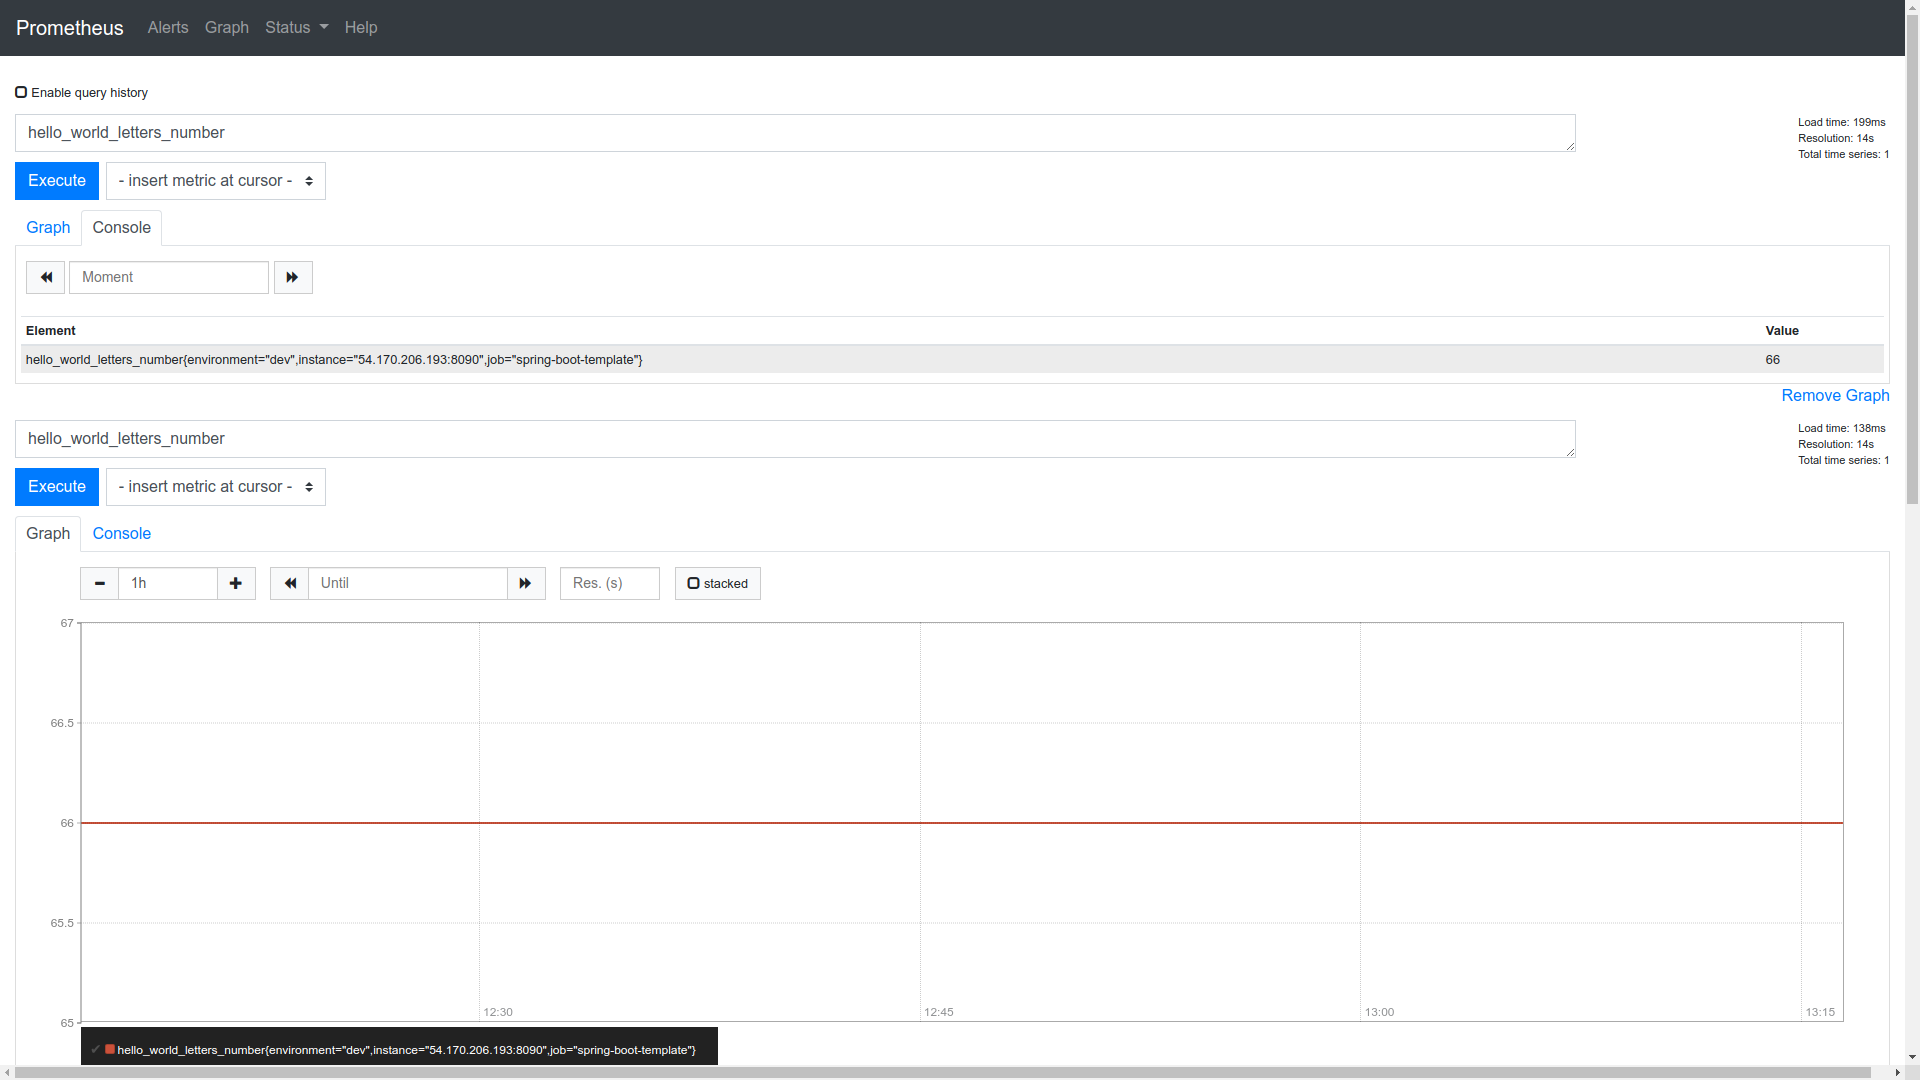 Prometheus Alerts Graph Status Help
Enable query history
hello_world_letters_number
Load time: 199ms
Resolution: 14s
Total time series: 1
Execute - insert metric at cursor -
Graph Console
Moment
Element Value
hello_world_letters_number{environment="dev",instance="54.170.206.193:8090",job="spring-boot-template"} 66
Remove Graph
hello_world_letters_number
Load time: 138ms
Resolution: 14s
Total time series: 1
Execute - insert metric at cursor -
Graph Console
1h Until Res. (s) stacked
67
66.5
66
65.5
65
12:30 12:45 13:00 13:15
hello_world_letters_number{environment="dev",instance="54.170.206.193:8090",job="spring-boot-template"}